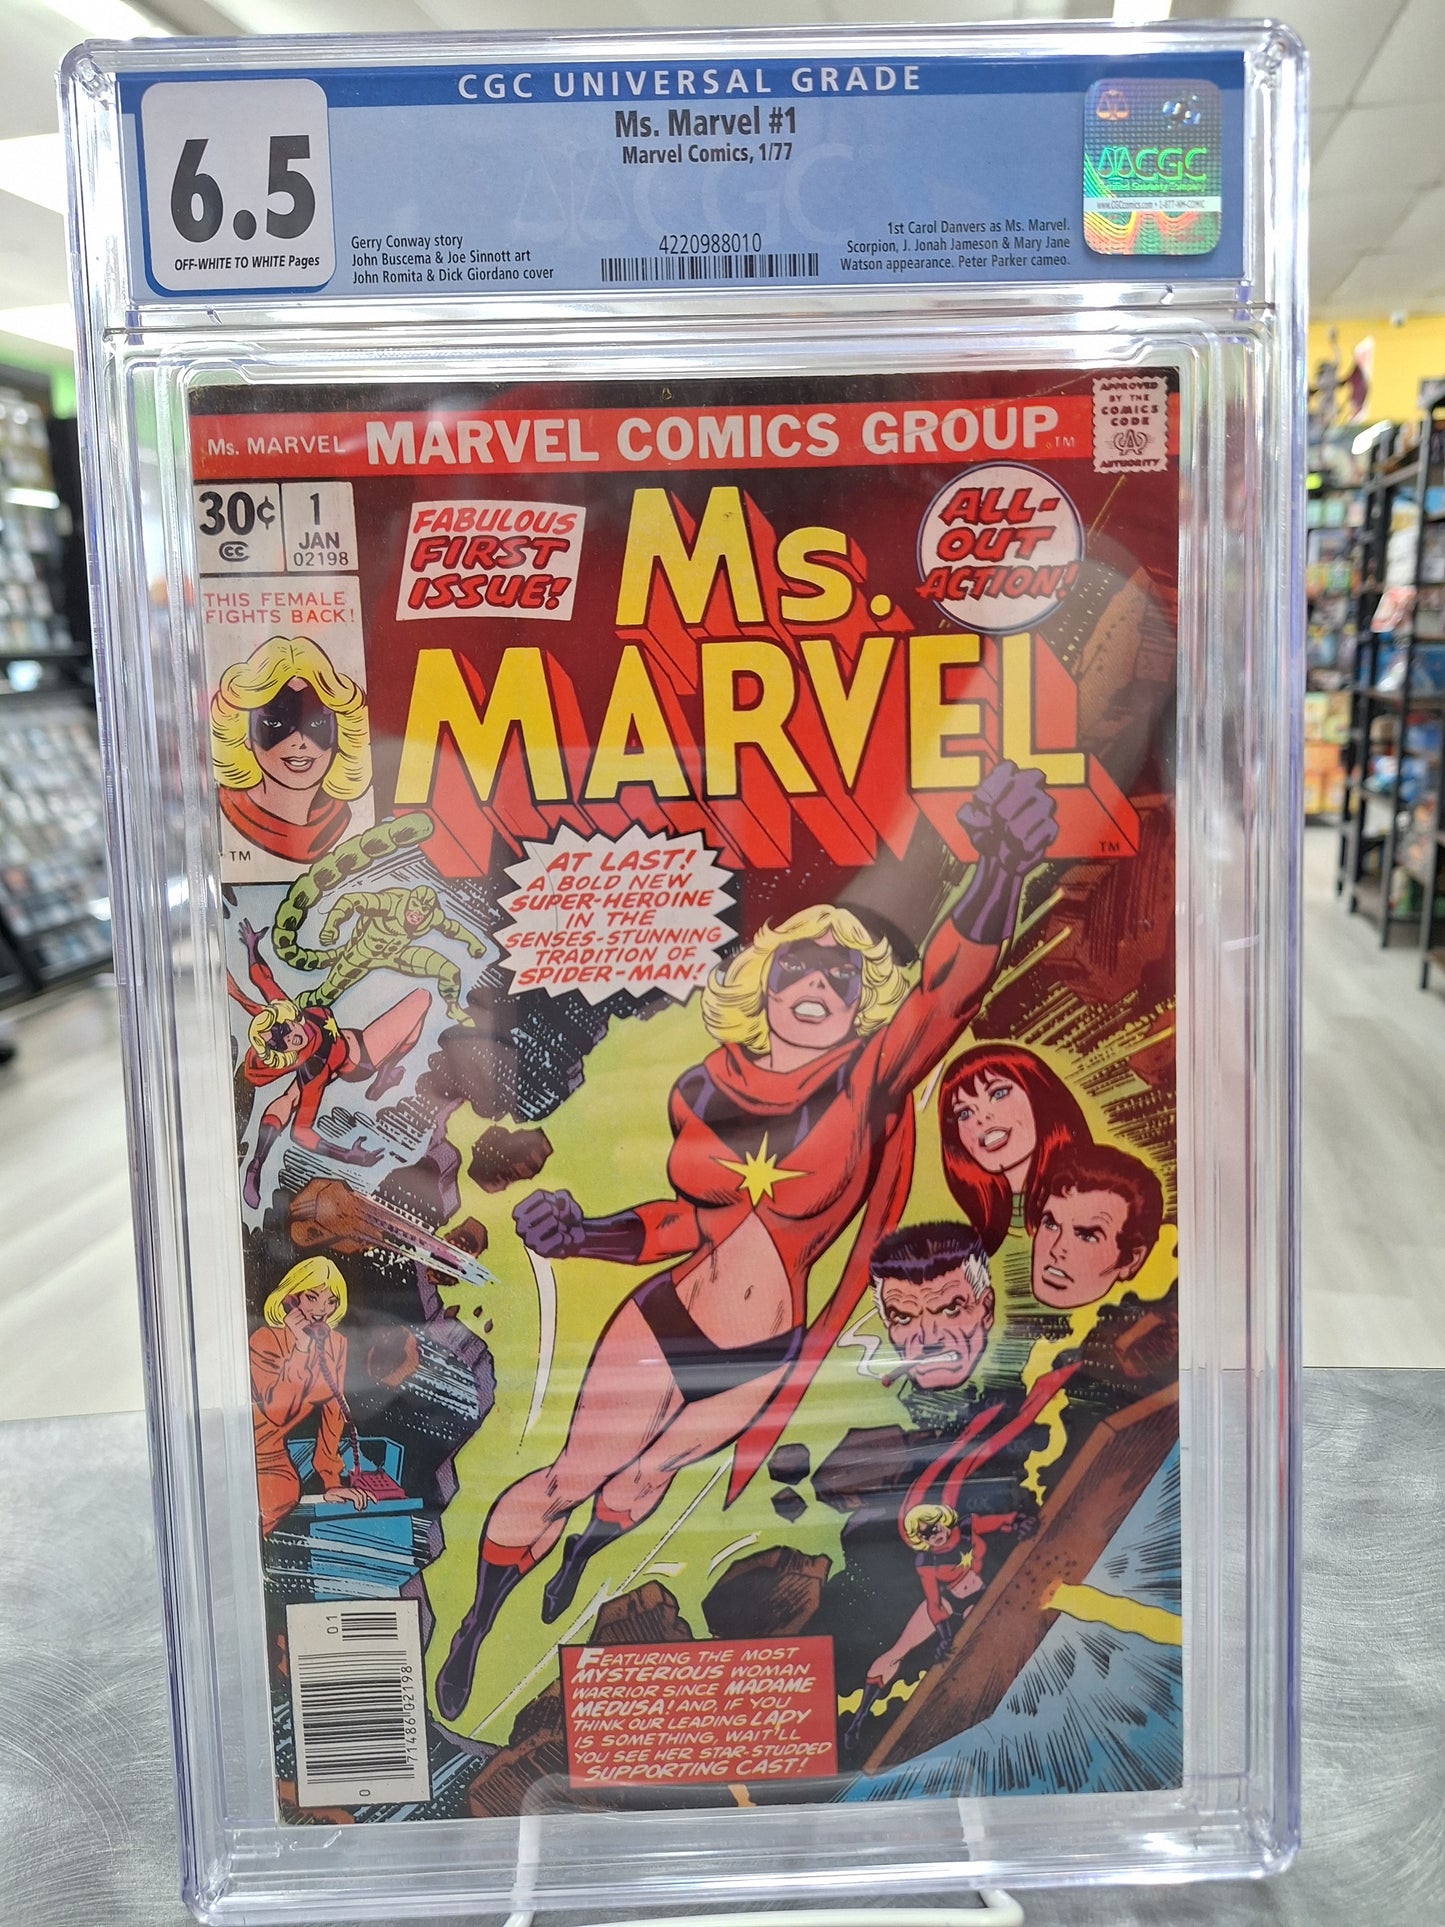 CGC UNIVERSAL GRADE
6.5
OFF-WHITE TO WHITE Pages
Ms. Marvel #1
Marvel Comics, 1/77
Gerry Conway story
John Buscema & Joe Sinnott art
John Romita & Dick Giordano cover
4220988010
1st Carol Danvers as Ms. Marvel.
Scorpion, J. Jonah Jameson & Mary Jane
Watson appearance. Peter Parker cameo.
CGC
Ms. MARVEL
MARVEL COMICS GROUP
TM
APPROVED
BY THE
COMICS
CODE
A
AUTHORITY
30¢
CC
1
JAN
02198
THIS FEMALE
FIGHTS BACK!
TM
FABULOUS
FIRST
ISSUE!
Ms.
MARVEL
TM
ALL-
OUT
ACTION!
AT LAST!
A BOLD NEW
SUPER-HEROINE
IN THE
SENSES-STUNNING
TRADITION OF
SPIDER-MAN!
FEATURING THE MOST
MYSTERIOUS WOMAN
WARRIOR SINCE MADAME
MEDUSA! AND, IF YOU
THINK OUR LEADING LADY
IS SOMETHING, WAIT'LL
YOU SEE HER STAR-STUDDED
SUPPORTING CAST!
01
71486 02198
0